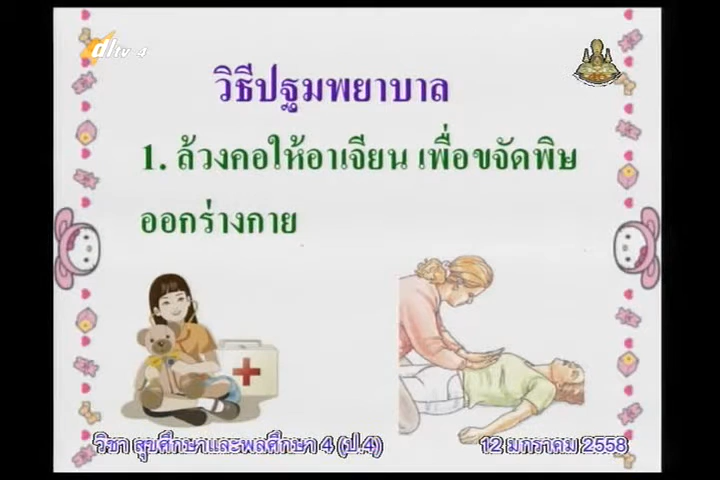 dltv 4
วิธีปฐมพยาบาล
1. ล้วงคอให้อาเจียน เพื่อขจัดพิษ
ออกร่างกาย
วิชา สุขศึกษาและพลศึกษา 4 (ป.4) 12 มกราคม 2558